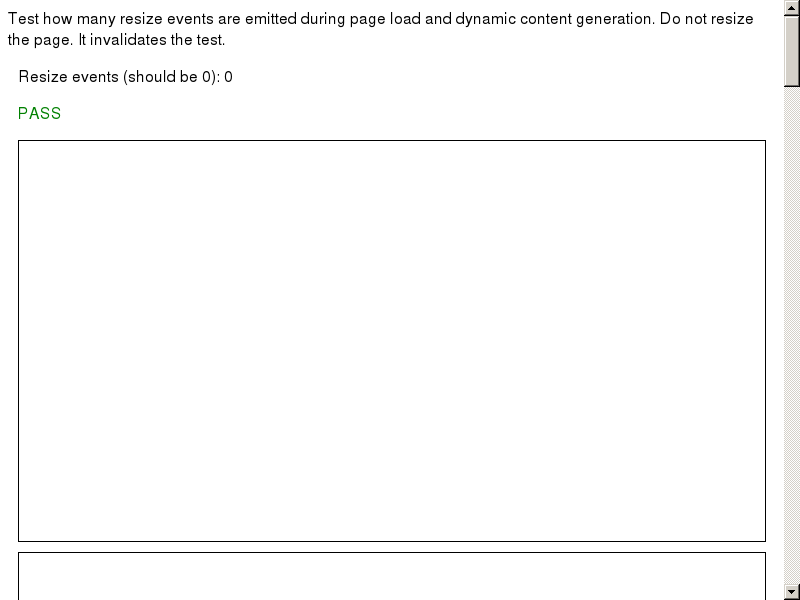 Test how many resize events are emitted during page load and dynamic content generation. Do not resize
the page. It invalidates the test.
Resize events (should be 0): 0
PASS